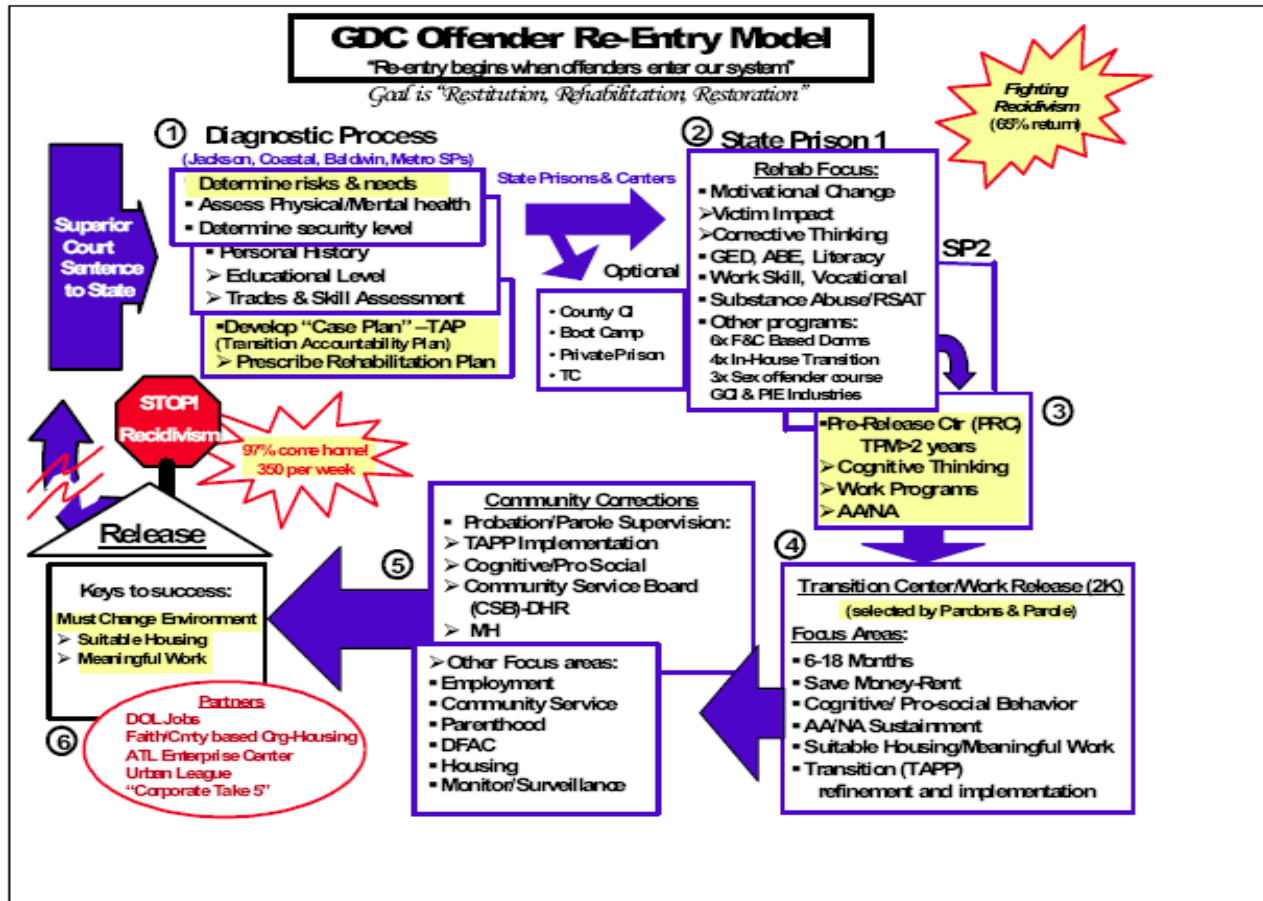 GDC Offender Re-Entry Model
"Re-entry begins when offenders enter our system"
Goal is "Restitution, Rehabilitation, Restoration"
Fighting
Recidivism
(65% return)
Superior
Court
Sentence
to State
1 Diagnostic Process
(Jackson, Coastal, Baldwin, Metro SPs)
Determine risks & needs
▪ Assess Physical/Mental health
▪ Determine security level
▪ Personal History
➢ Educational Level
➢ Trades & Skill Assessment
▪Develop "Case Plan" –TAP
(Transition Accountability Plan)
➢ Prescribe Rehabilitation Plan
State Prisons & Centers
Optional
• County CI
• Boot Camp
• Private Prison
• TC
2 State Prison 1
Rehab Focus:
▪ Motivational Change
➢Victim Impact
➢Corrective Thinking
▪ GED, ABE, Literacy
▪ Work Skill, Vocational
▪ Substance Abuse/RSAT
▪ Other programs:
6x F&C Based Dorms
4x In-House Transition
3x Sex offender course
GCI & PIE Industries
SP2
3
▪Pre-Release Ctr (PRC)
TPM>2 years
➢ Cognitive Thinking
➢ Work Programs
➢ AA/NA
4
Transition Center/Work Release (2K)
(selected by Pardons & Parole)
Focus Areas:
▪ 6-18 Months
▪ Save Money-Rent
▪ Cognitive/ Pro-social Behavior
▪ AA/NA Sustainment
▪ Suitable Housing/Meaningful Work
▪ Transition (TAPP)
refinement and implementation
5
Community Corrections
▪ Probation/Parole Supervision:
➢ TAPP Implementation
➢ Cognitive/Pro Social
➢ Community Service Board
(CSB)-DHR
➢ MH
➢ Other Focus areas:
▪ Employment
▪ Community Service
▪ Parenthood
▪ DFAC
▪ Housing
▪ Monitor/Surveillance
STOP!
Recidivism
97% come home!
350 per week
Release
Keys to success:
Must Change Environment
➢ Suitable Housing
➢ Meaningful Work
6
Partners
DOL Jobs
Faith/Cmty based Org-Housing
ATL Enterprise Center
Urban League
"Corporate Take 5"